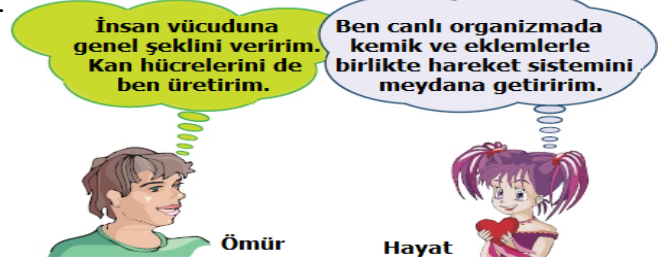 İnsan vücuduna
genel şeklini veririm.
Kan hücrelerini de
ben üretirim.
Ben canlı organizmada
kemik ve eklemlerle
birlikte hareket sistemini
meydana getiririm.
Ömür
Hayat